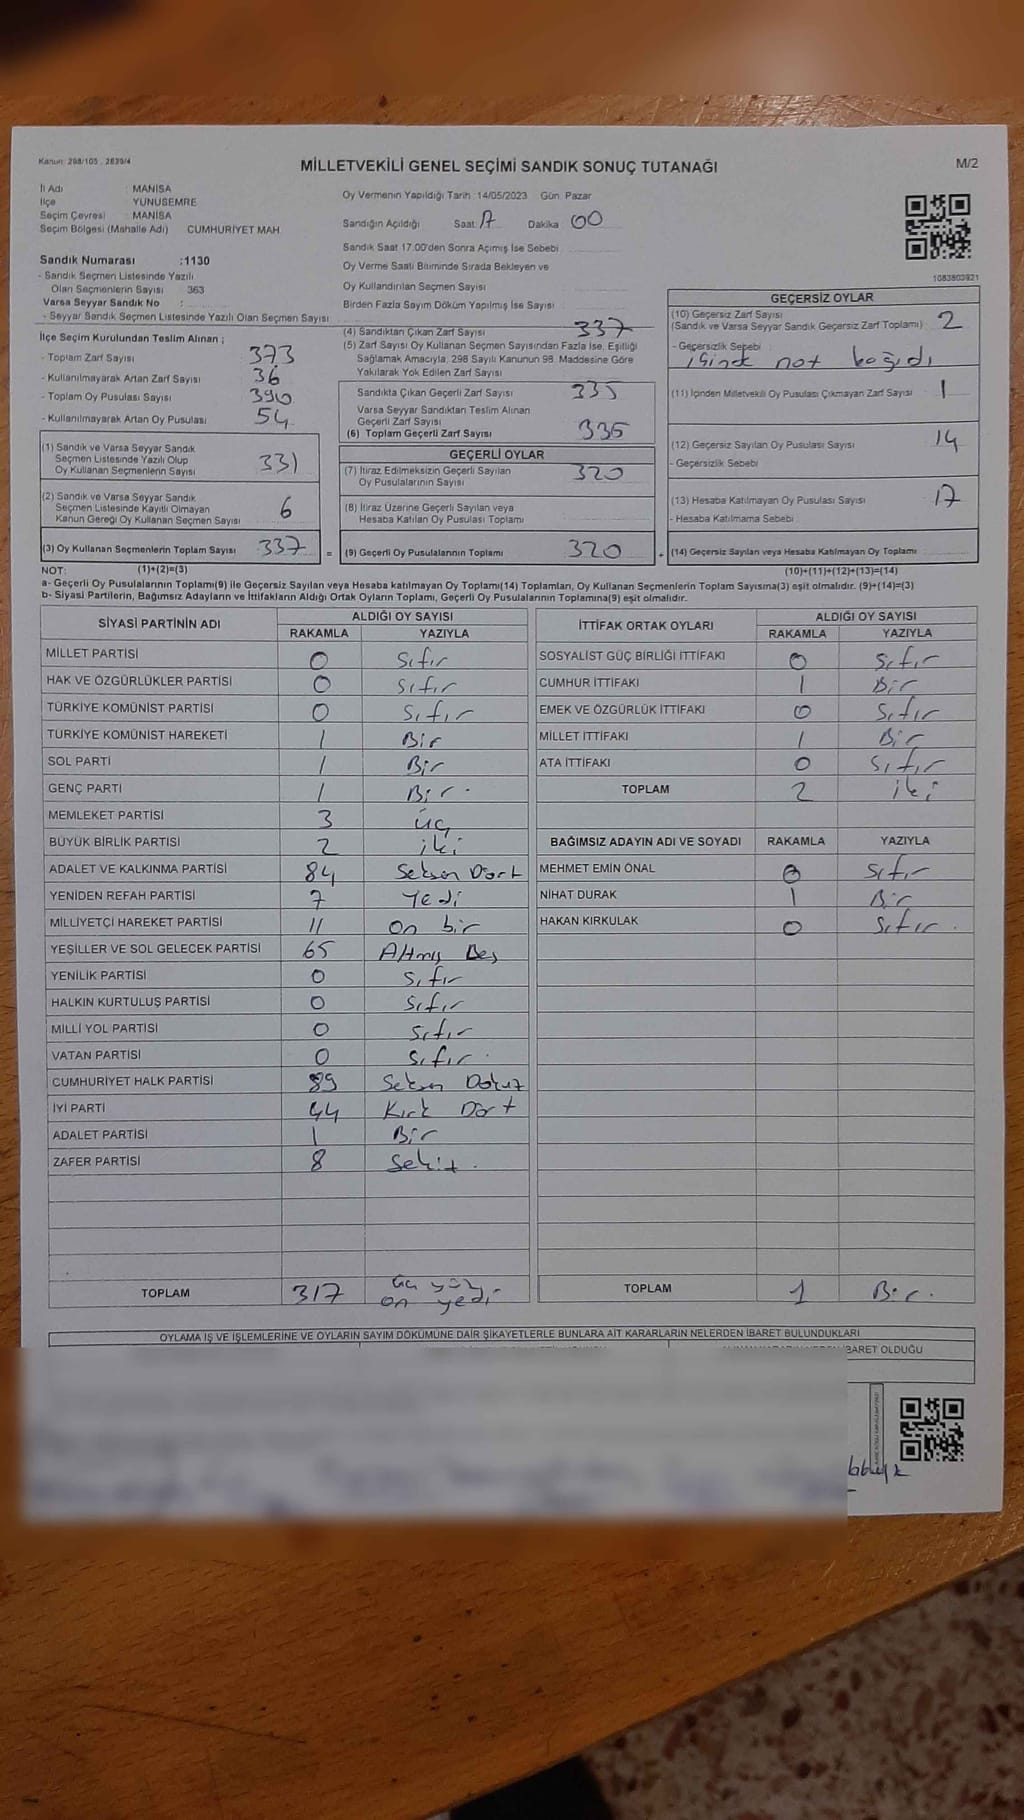 Kanun: 298/105 , 2839/4
MİLLETVEKİLİ GENEL SEÇİMİ SANDIK SONUÇ TUTANAĞI
M/2
İl Adı : MANİSA
İlçe : YUNUSEMRE
Seçim Çevresi : MANİSA
Seçim Bölgesi (Mahalle Adı) CUMHURİYET MAH.
Oy Vermenin Yapıldığı Tarih :14/05/2023 Gün: Pazar
Sandığın Açıldığı Saat 17 Dakika 00
Sandık Saat 17.00'den Sonra Açılmış İse Sebebi
Oy Verme Saati Bitiminde Sırada Bekleyen ve
Oy Kullandırılan Seçmen Sayısı
Birden Fazla Sayım Döküm Yapılmış İse Sayısı
1083803921
Sandık Numarası :1130
- Sandık Seçmen Listesinde Yazılı
Olan Seçmenlerin Sayısı 363
Varsa Seyyar Sandık No :
- Seyyar Sandık Seçmen Listesinde Yazılı Olan Seçmen Sayısı
İlçe Seçim Kurulundan Teslim Alınan ;
- Toplam Zarf Sayısı 373
- Kullanılmayarak Artan Zarf Sayısı 36
- Toplam Oy Pusulası Sayısı 390
- Kullanılmayarak Artan Oy Pusulası 54
(1) Sandık ve Varsa Seyyar Sandık
Seçmen Listesinde Yazılı Olup
Oy Kullanan Seçmenlerin Sayısı 331
(2) Sandık ve Varsa Seyyar Sandık
Seçmen Listesinde Kayıtlı Olmayan
Kanun Gereği Oy Kullanan Seçmen Sayısı 6
(3) Oy Kullanan Seçmenlerin Toplam Sayısı 337 =
(4) Sandıktan Çıkan Zarf Sayısı 337
(5) Zarf Sayısı Oy Kullanan Seçmen Sayısından Fazla İse, Eşitliği
Sağlamak Amacıyla, 298 Sayılı Kanunun 98. Maddesine Göre
Yakılarak Yok Edilen Zarf Sayısı
Sandıkta Çıkan Geçerli Zarf Sayısı 335
Varsa Seyyar Sandıktan Teslim Alınan
Geçerli Zarf Sayısı
(6) Toplam Geçerli Zarf Sayısı 335
GEÇERLİ OYLAR
(7) İtiraz Edilmeksizin Geçerli Sayılan
Oy Pusulalarının Sayısı 320
(8) İtiraz Üzerine Geçerli Sayılan veya
Hesaba Katılan Oy Pusulası Toplamı
(9) Geçerli Oy Pusulalarının Toplamı 320 +
GEÇERSİZ OYLAR
(10) Geçersiz Zarf Sayısı 2
(Sandık ve Varsa Seyyar Sandık Geçersiz Zarf Toplamı)
- Geçersizlik Sebebi
içinde not kağıdı
(11) İçinden Milletvekili Oy Pusulası Çıkmayan Zarf Sayısı 1
(12) Geçersiz Sayılan Oy Pusulası Sayısı 14
- Geçersizlik Sebebi
(13) Hesaba Katılmayan Oy Pusulası Sayısı 17
- Hesaba Katılmama Sebebi
(14) Geçersiz Sayılan veya Hesaba Katılmayan Oy Toplamı
NOT: (1)+(2)=(3) (10)+(11)+(12)+(13)=(14)
a- Geçerli Oy Pusulalarının Toplamı(9) ile Geçersiz Sayılan veya Hesaba katılmayan Oy Toplamı(14) Toplamları, Oy Kullanan Seçmenlerin Toplam Sayısına(3) eşit olmalıdır. (9)+(14)=(3)
b- Siyasi Partilerin, Bağımsız Adayların ve İttifakların Aldığı Ortak Oyların Toplamı, Geçerli Oy Pusulalarının Toplamına(9) eşit olmalıdır.
SİYASİ PARTİNİN ADI ALDIĞI OY SAYISI
RAKAMLA YAZIYLA
MİLLET PARTİSİ 0 Sıfır
HAK VE ÖZGÜRLÜKLER PARTİSİ 0 Sıfır
TÜRKİYE KOMÜNİST PARTİSİ 0 Sıfır
TÜRKİYE KOMÜNİST HAREKETİ 1 Bir
SOL PARTİ 1 Bir
GENÇ PARTİ 1 Bir.
MEMLEKET PARTİSİ 3 üç
BÜYÜK BİRLİK PARTİSİ 2 iki
ADALET VE KALKINMA PARTİSİ 84 Seksen Dört
YENİDEN REFAH PARTİSİ 7 Yedi
MİLLİYETÇİ HAREKET PARTİSİ 11 On bir
YEŞİLLER VE SOL GELECEK PARTİSİ 65 Altmış Beş
YENİLİK PARTİSİ 0 Sıfır
HALKIN KURTULUŞ PARTİSİ 0 Sıfır
MİLLİ YOL PARTİSİ 0 Sıfır
VATAN PARTİSİ 0 Sıfır.
CUMHURİYET HALK PARTİSİ 89 Seksen Dokuz
İYİ PARTİ 44 Kırk Dört
ADALET PARTİSİ 1 Bir
ZAFER PARTİSİ 8 Sekiz.
TOPLAM 317 Üç yüz
on yedi
İTTİFAK ORTAK OYLARI ALDIĞI OY SAYISI
RAKAMLA YAZIYLA
SOSYALİST GÜÇ BİRLİĞİ İTTİFAKI 0 Sıfır
CUMHUR İTTİFAKI 1 Bir
EMEK VE ÖZGÜRLÜK İTTİFAKI 0 Sıfır
MİLLET İTTİFAKI 1 Bir
ATA İTTİFAKI 0 Sıfır
TOPLAM 2 iki
BAĞIMSIZ ADAYIN ADI VE SOYADI RAKAMLA YAZIYLA
MEHMET EMİN ÖNAL 0 Sıfır
NİHAT DURAK 1 Bir
HAKAN KIRKULAK 0 Sıfır.
TOPLAM 1 Bir.
OYLAMA İŞ VE İŞLEMLERİNE VE OYLARIN SAYIM DÖKÜMÜNE DAİR ŞİKAYETLERLE BUNLARA AİT KARARLARIN NELERDEN İBARET BULUNDUKLARI
İBARET OLDUĞU